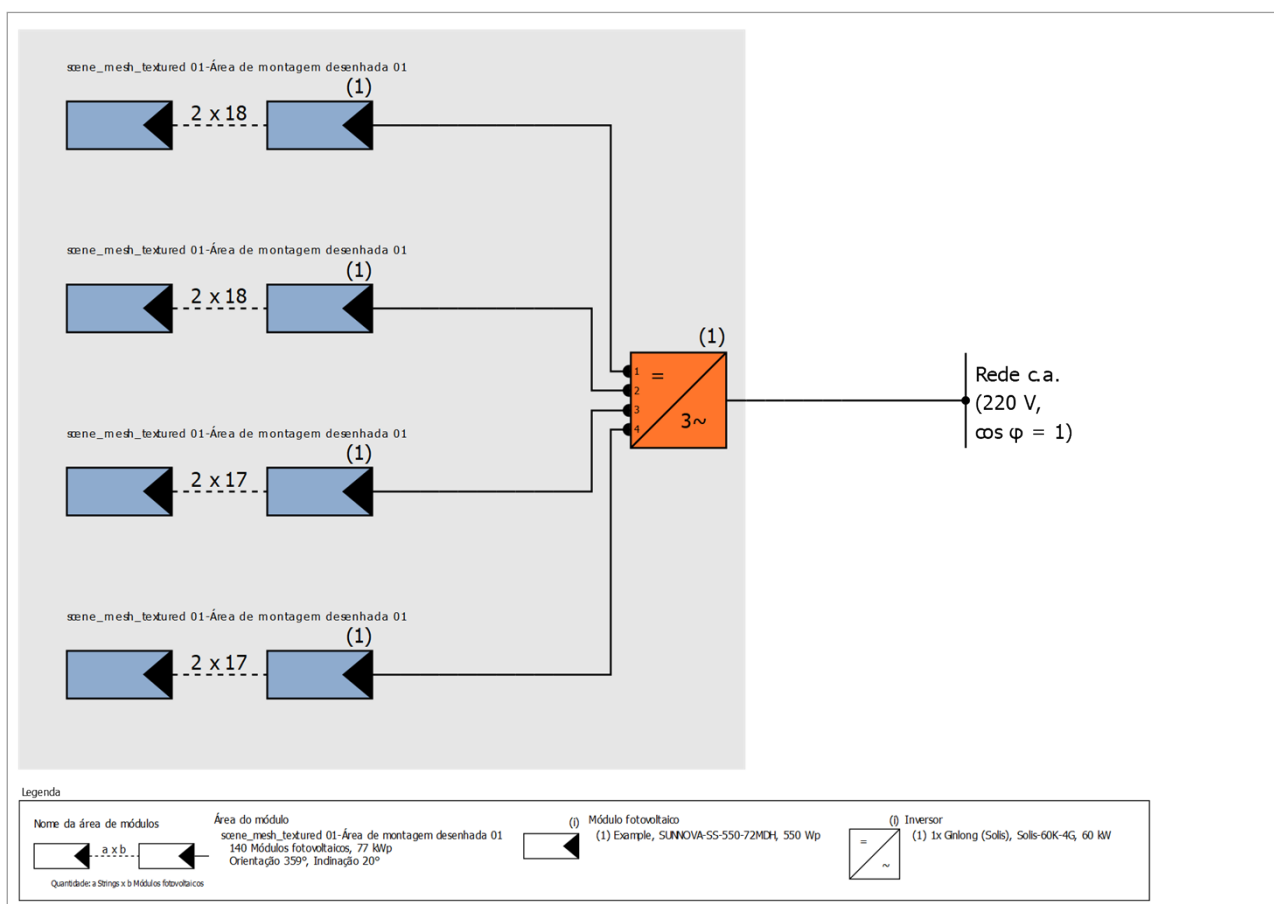 scene_mesh_textured 01-Área de montagem desenhada 01
(1)
2 x 18
scene_mesh_textured 01-Área de montagem desenhada 01
(1)
2 x 18
(1)
1
=
2
3
3~
4
Rede c.a.
(220 V,
cos φ = 1)
scene_mesh_textured 01-Área de montagem desenhada 01
(1)
2 x 17
scene_mesh_textured 01-Área de montagem desenhada 01
(1)
2 x 17
Legenda
Nome da área de módulos
a x b
Quantidade: a Strings x b Módulos fotovoltaicos
Área do módulo
scene_mesh_textured 01-Área de montagem desenhada 01
140 Módulos fotovoltaicos, 77 kWp
Orientação 359°, Inclinação 20°
(i) Módulo fotovoltaico
(1) Example, SUNNOVA-SS-550-72MDH, 550 Wp
(i) Inversor
(1) 1x Ginlong (Solis), Solis-60K-4G, 60 kW
=
~